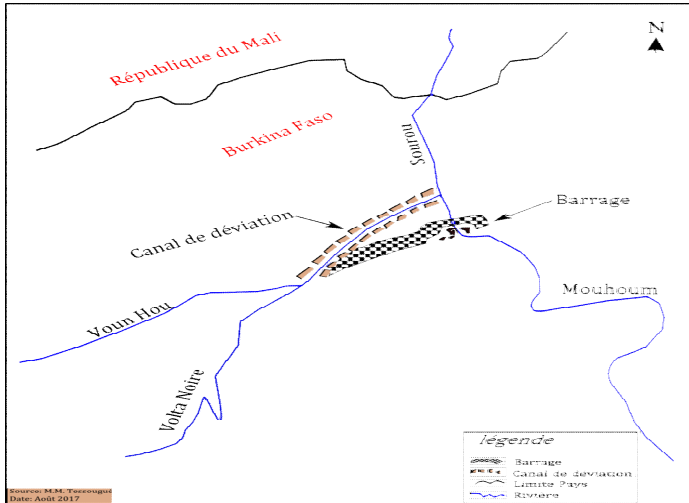 République du Mali
N
Burkina Faso
Sourou
Canal de déviation
Barrage
Mouhoum
Voun Hou
Volta Noire
légende
Barrage
Canal de déviation
Limite Pays
Rivière
Source: M.M.
Date: Août 2017